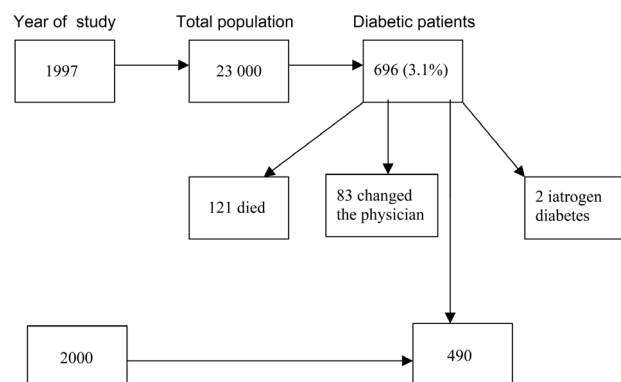 Year of study
Total population
Diabetic patients
1997
23 000
696 (3.1%)
121 died
83 changed
the physician
2 iatrogen
diabetes
2000
490